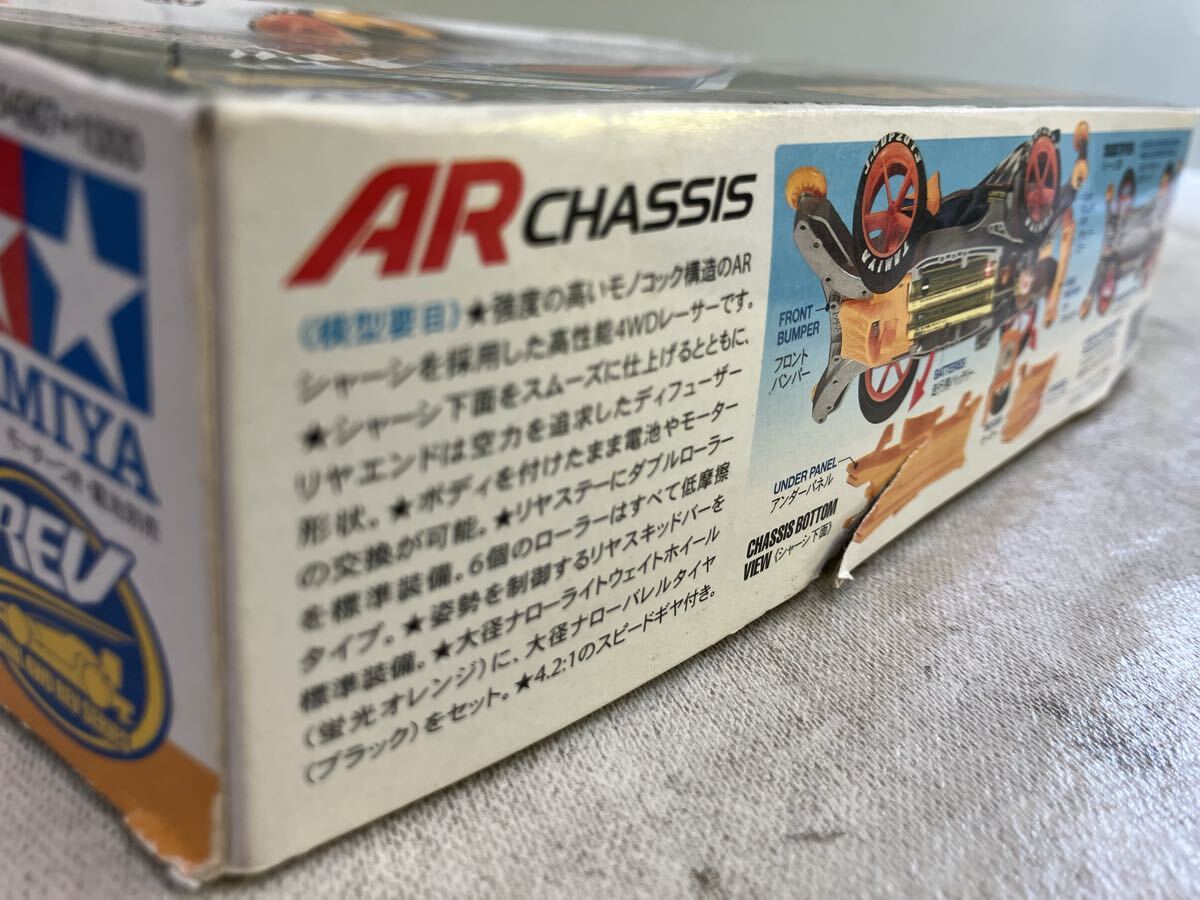 AR CHASSIS
《模型要目》★強度の高いモノコック構造のAR
シャーシを採用した高性能4WDレーサーです。
★シャーシ下面をスムーズに仕上げるとともに、
リヤエンドは空力を追求したディフューザー
形状。★ボディを付けたまま電池やモーター
の交換が可能。★リヤステーにダブルローラー
を標準装備。6個のローラーはすべて低摩擦
タイプ。★姿勢を制御するリヤスキッドバーを
標準装備。★大径ナローライトウェイトホイール
(蛍光オレンジ)に、大径ナローバレルタイヤ
(ブラック)をセット。★4.2:1のスピードギヤ付き。
J-CUP2013
TAMIYA
FRONT
BUMPER
フロント
バンパー
BATTERIES
走行用バッテリー
UNDER PANEL
アンダーパネル
CHASSIS BOTTOM
VIEW《シャーシ下面》
MIYA
REV